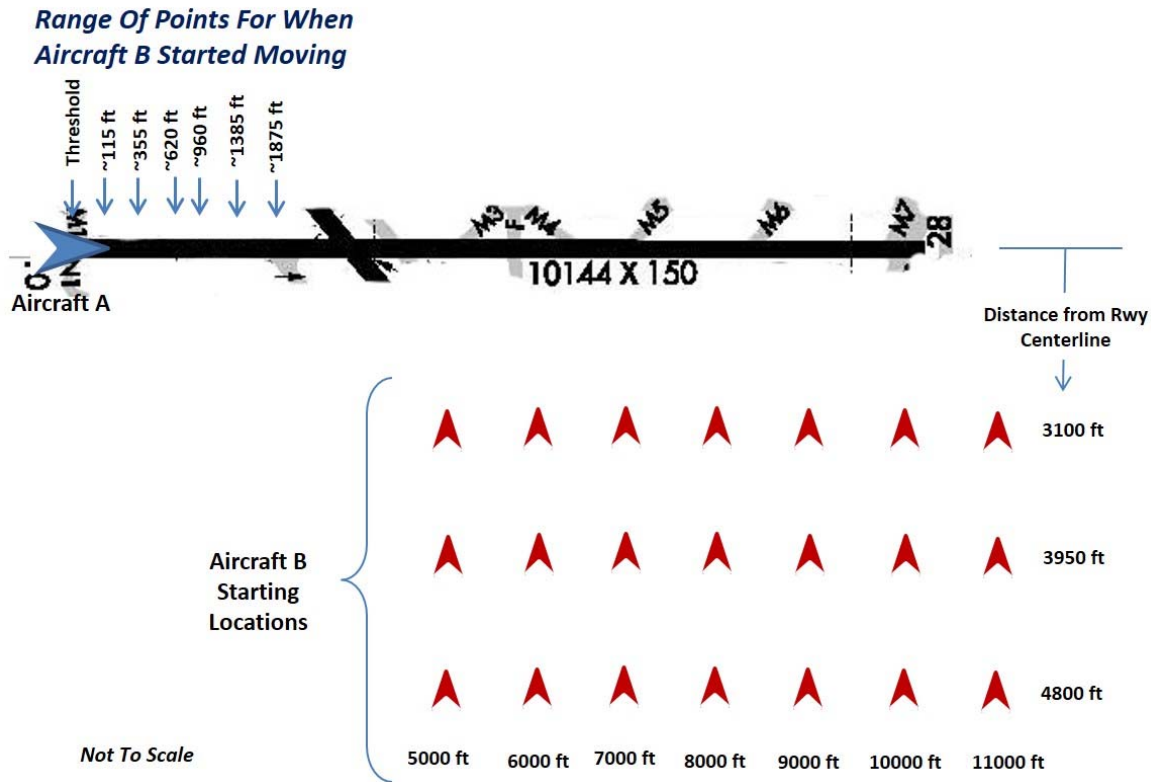 Range Of Points For When
Aircraft B Started Moving
Threshold
~115 ft
~355 ft
~620 ft
~960 ft
~1385 ft
~1875 ft
M3
F
M4
M5
M6
M7
28
10144 X 150
Aircraft A
Distance from Rwy
Centerline
3100 ft
Aircraft B
Starting
Locations
3950 ft
4800 ft
Not To Scale
5000 ft 6000 ft 7000 ft 8000 ft 9000 ft 10000 ft 11000 ft